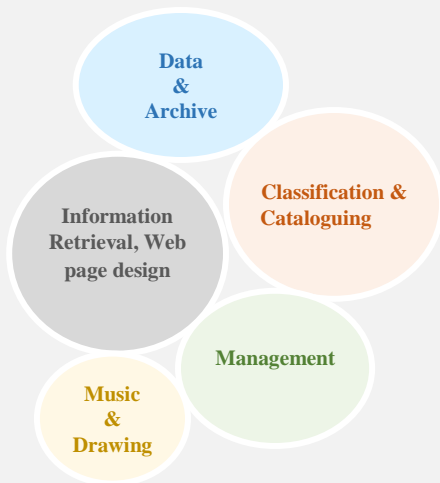 Data
&
Archive
Classification &
Cataloguing
Information
Retrieval, Web
page design
Management
Music
&
Drawing